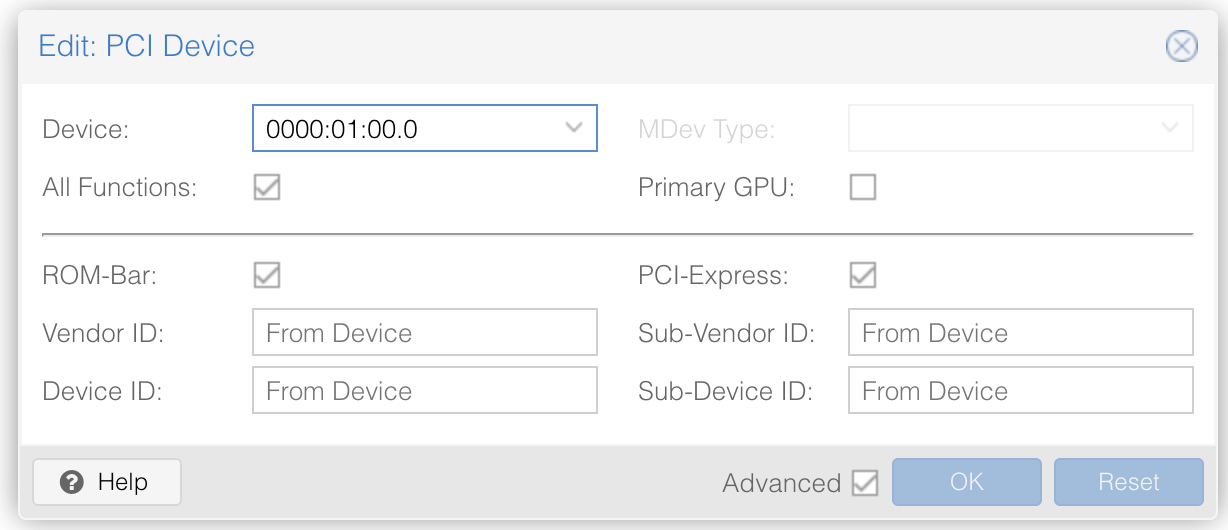 Edit: PCI Device
Device: 0000:01:00.0 MDev Type:
All Functions: Primary GPU:
ROM-Bar: PCI-Express:
Vendor ID: From Device Sub-Vendor ID: From Device
Device ID: From Device Sub-Device ID: From Device
? Help Advanced OK Reset